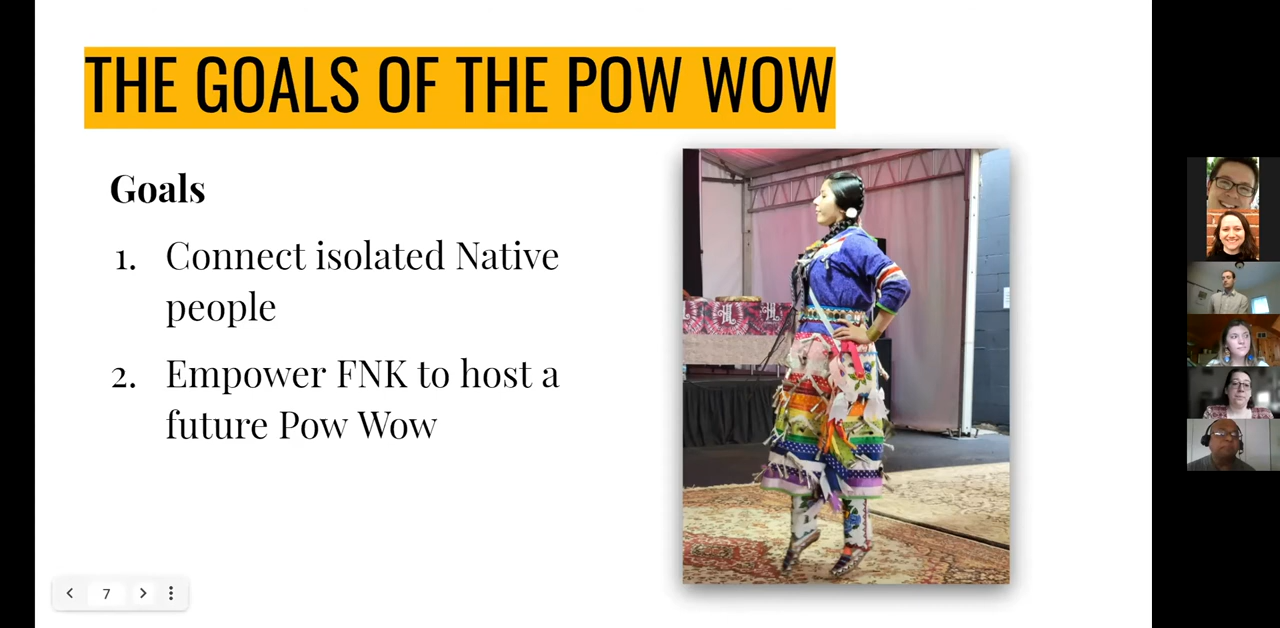 THE GOALS OF THE POW WOW
Goals
1. Connect isolated Native
people
2. Empower FNK to host a
future Pow Wow
7